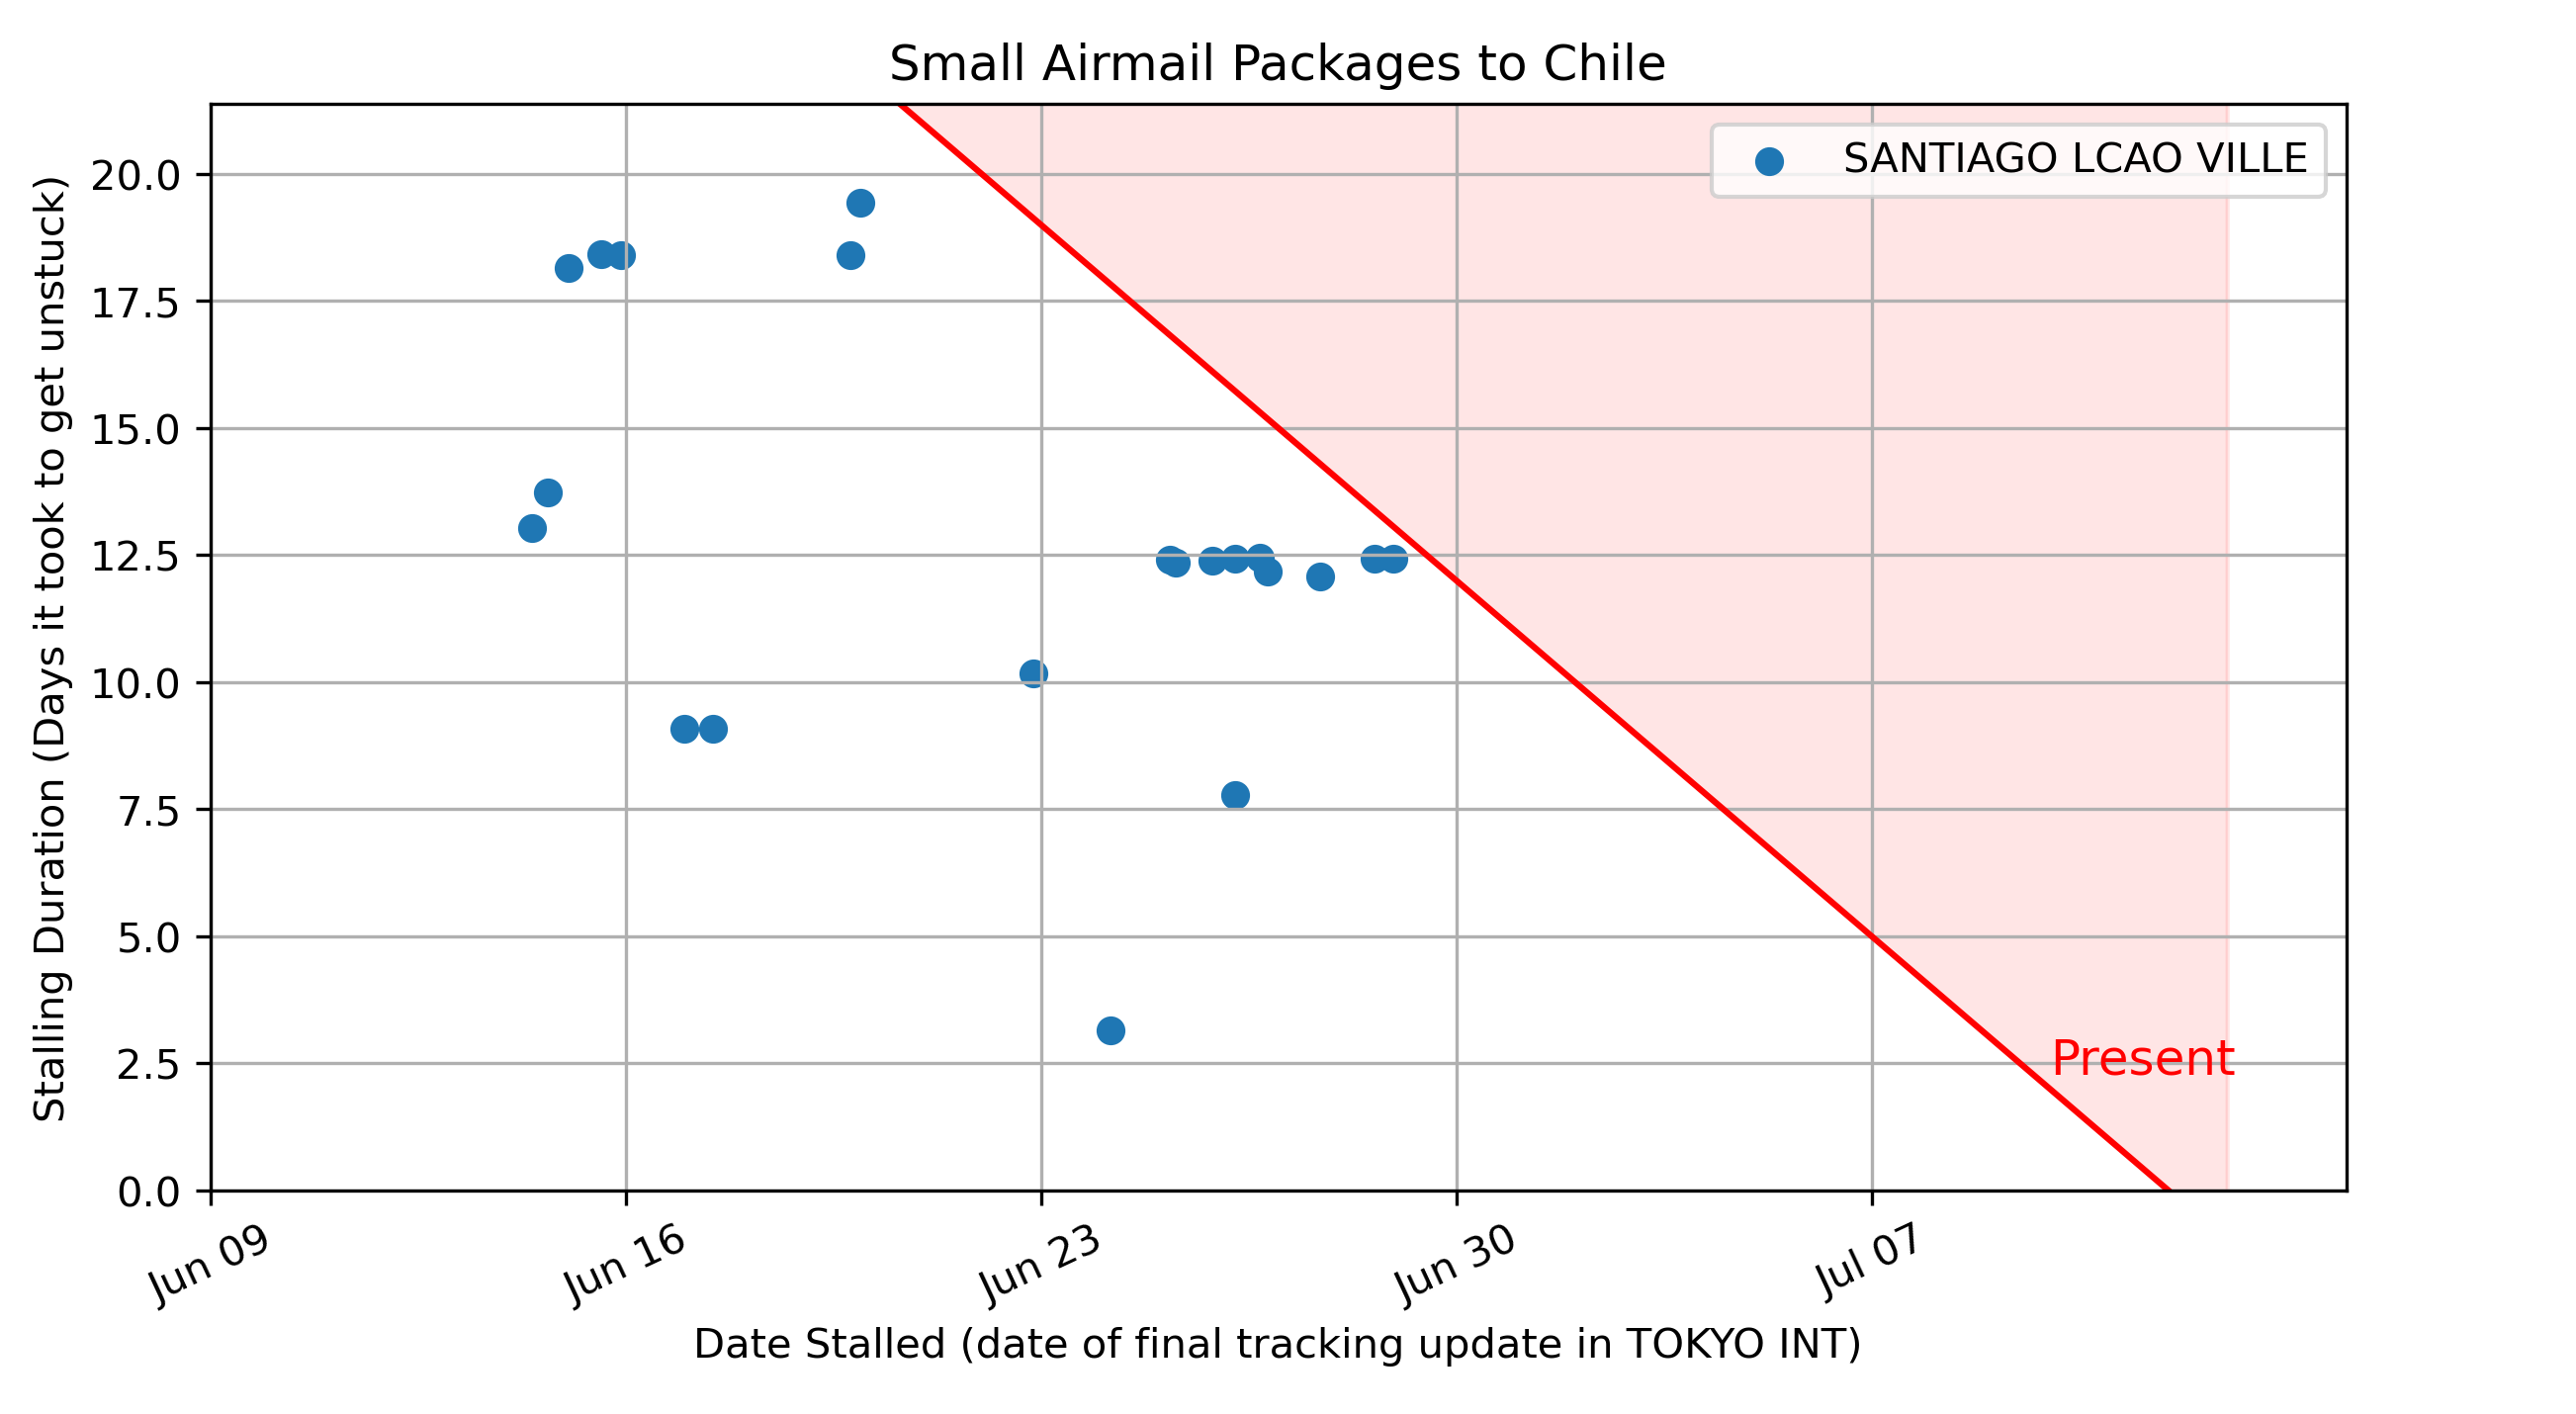 Small Airmail Packages to Chile
SANTIAGO LCAO VILLE
Stalling Duration (Days it took to get unstuck)
20.0
17.5
15.0
12.5
10.0
7.5
5.0
2.5
0.0
Present
Jun 09
Jun 16
Jun 23
Jun 30
Jul 07
Date Stalled (date of final tracking update in TOKYO INT)